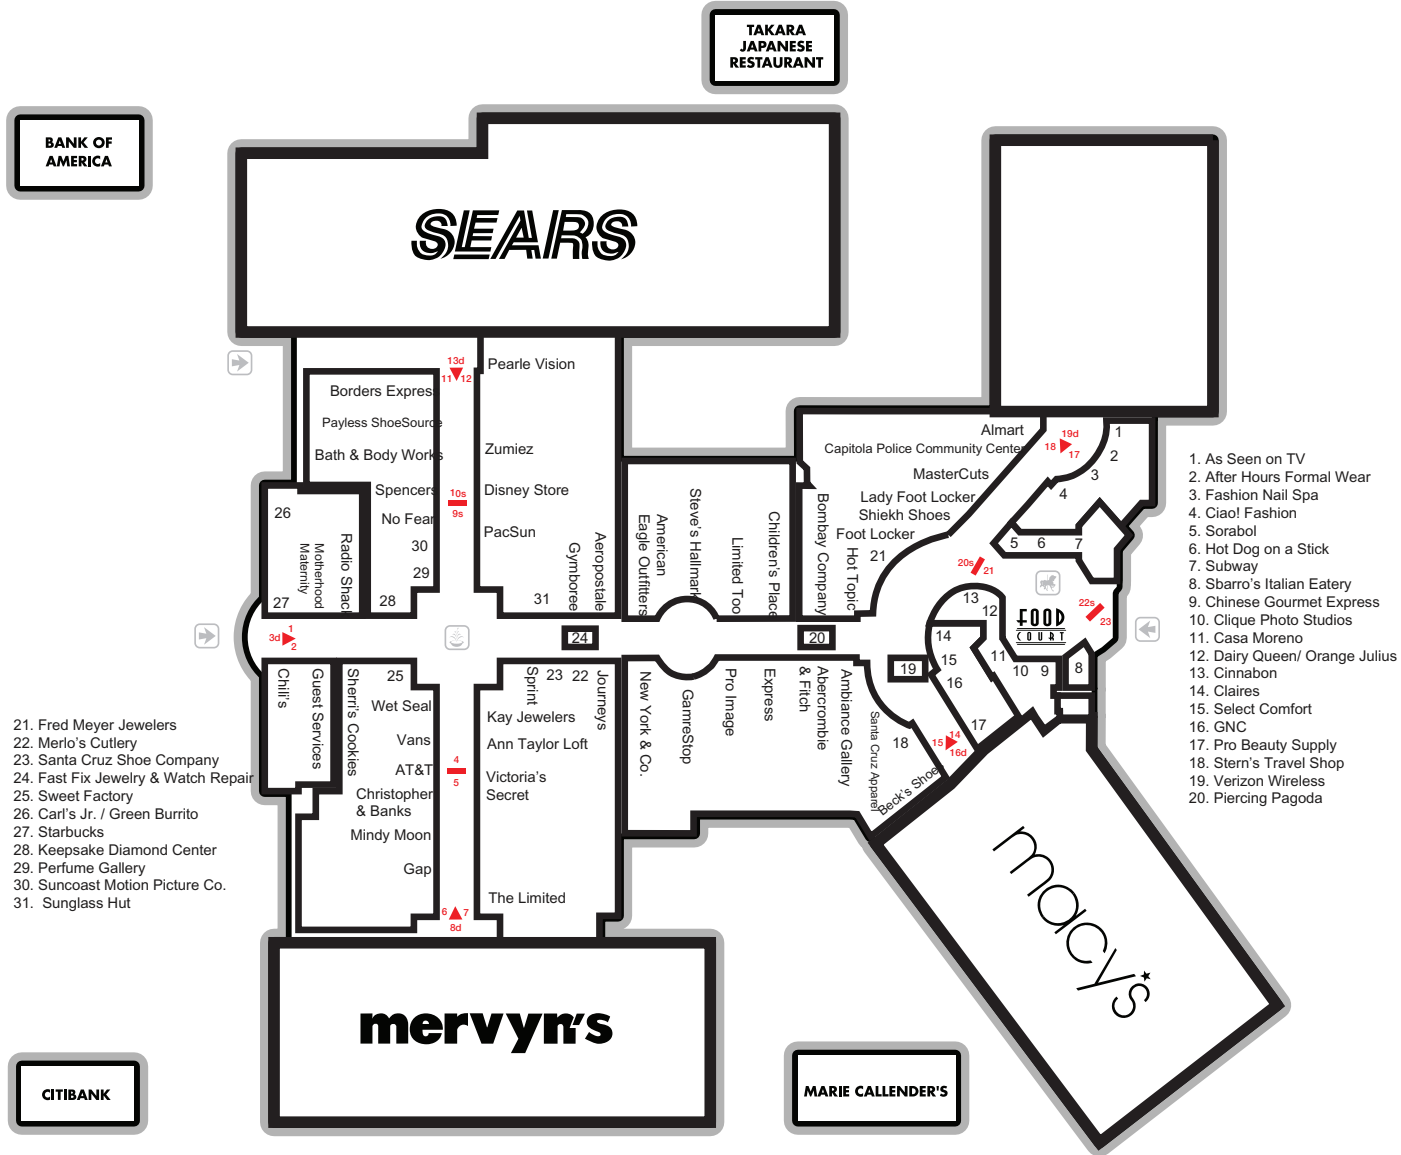 TAKARA
JAPANESE
RESTAURANT
BANK OF
AMERICA
SEARS
13d
11 12
Pearle Vision
Borders Express
Payless ShoeSource
Bath & Body Works
Zumiez
Spencers
10s
9s
Disney Store
No Fear
PacSun
30
29
28
26
27
Motherhood
Maternity
Radio Shack
31
Gymboree
Aeropostale
American
Eagle Outfitters
Steve's Hallmark
Limited Too
Children's Place
Bombay Company
Hot Topic
Almart
Capitola Police Community Center
MasterCuts
Lady Foot Locker
Shiekh Shoes
Foot Locker
21
19d
18
17
1
2
3
4
5
6
7
20s
21
22s
23
FOOD
COURT
13
12
14
15
16
11
10
9
8
17
1
3d
2
24
20
19
Chili's
Guest Services
Sherri's Cookies
25
Wet Seal
Vans
AT&T
Christopher
& Banks
Mindy Moon
Gap
4
5
6 7
8d
Sprint
23
22
Journeys
Kay Jewelers
Ann Taylor Loft
Victoria's
Secret
The Limited
New York & Co.
GamreStop
Pro Image
Express
Abercrombie
& Fitch
Ambiance Gallery
Santa Cruz Apparel
18
Beck's Shoes
15
14
16d
1. As Seen on TV
2. After Hours Formal Wear
3. Fashion Nail Spa
4. Ciao! Fashion
5. Sorabol
6. Hot Dog on a Stick
7. Subway
8. Sbarro's Italian Eatery
9. Chinese Gourmet Express
10. Clique Photo Studios
11. Casa Moreno
12. Dairy Queen/ Orange Julius
13. Cinnabon
14. Claires
15. Select Comfort
16. GNC
17. Pro Beauty Supply
18. Stern's Travel Shop
19. Verizon Wireless
20. Piercing Pagoda
21. Fred Meyer Jewelers
22. Merlo's Cutlery
23. Santa Cruz Shoe Company
24. Fast Fix Jewelry & Watch Repair
25. Sweet Factory
26. Carl's Jr. / Green Burrito
27. Starbucks
28. Keepsake Diamond Center
29. Perfume Gallery
30. Suncoast Motion Picture Co.
31. Sunglass Hut
macy's
mervyn's
CITIBANK
MARIE CALLENDER'S